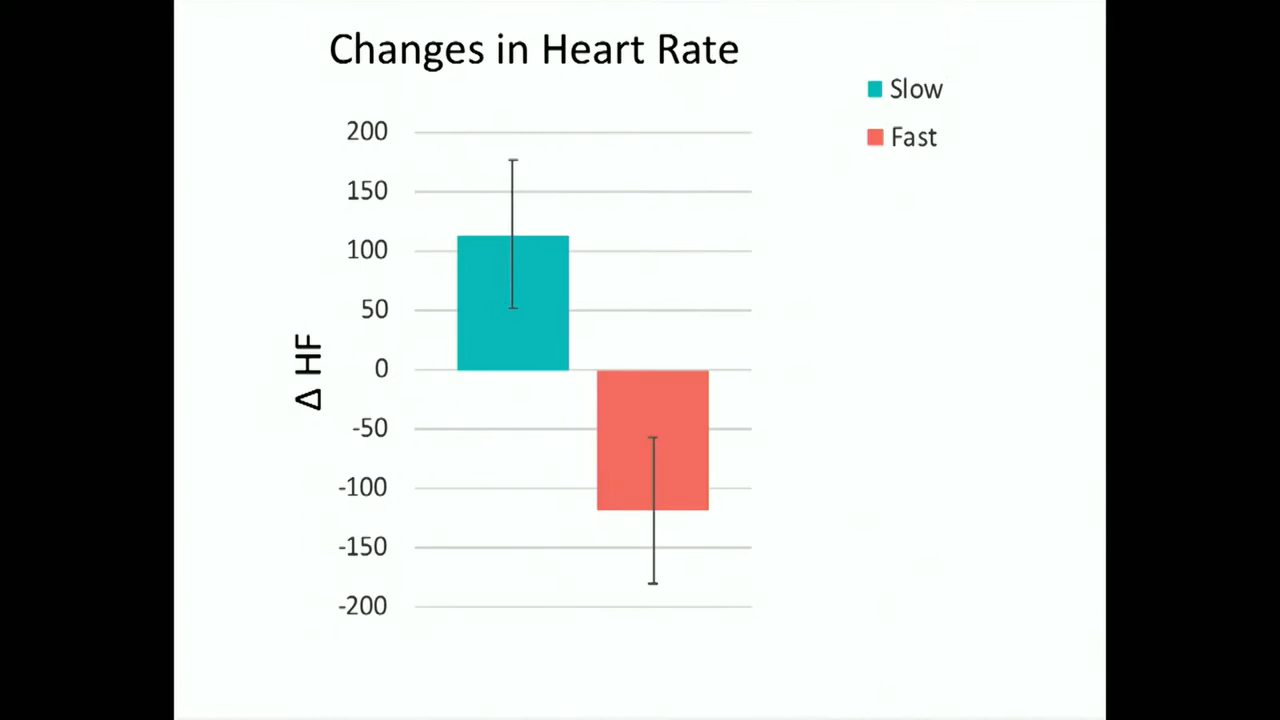 Changes in Heart Rate
Slow
Fast
200
150
100
50
0
-50
-100
-150
-200
Δ HF